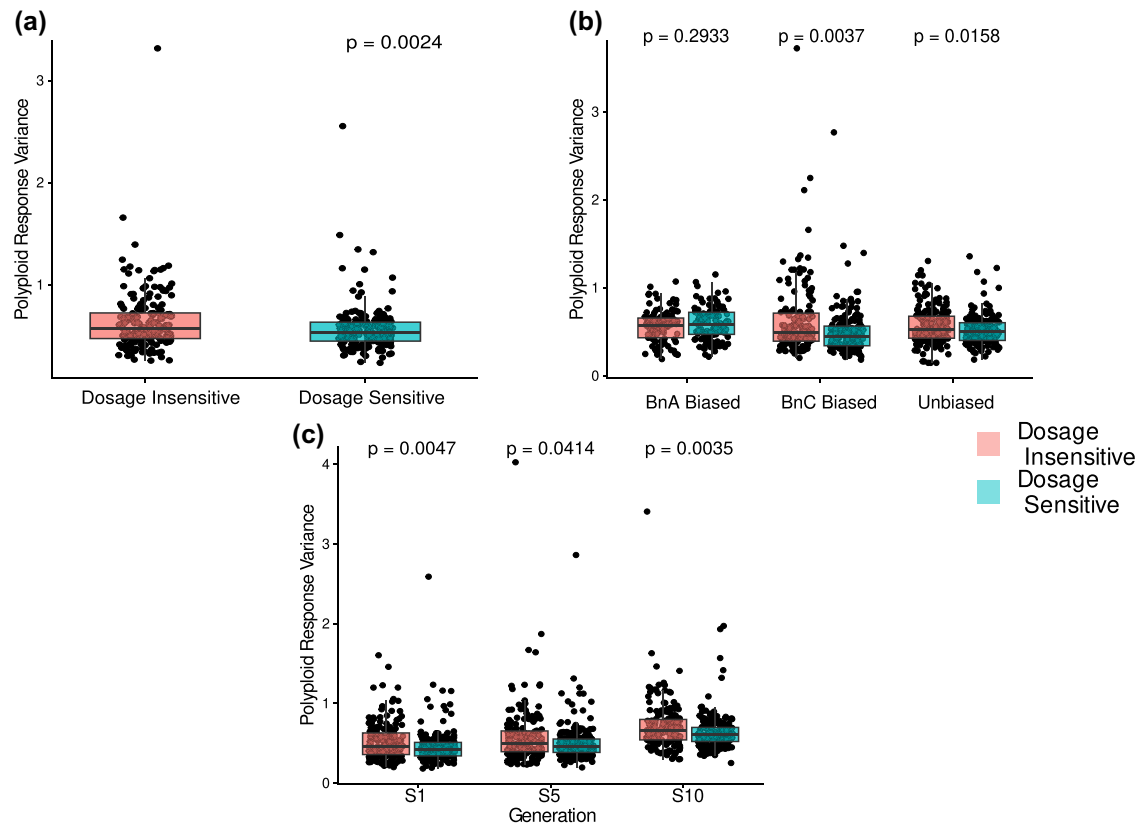 (a)
p = 0.0024
Polyploid Response Variance
3
2
1
Dosage Insensitive
Dosage Sensitive
(b)
p = 0.2933
p = 0.0037
p = 0.0158
Polyploid Response Variance
3
2
1
0
BnA Biased
BnC Biased
Unbiased
Dosage
Insensitive
Dosage
Sensitive
(c)
p = 0.0047
p = 0.0414
p = 0.0035
Polyploid Response Variance
4
3
2
1
0
S1
S5
S10
Generation